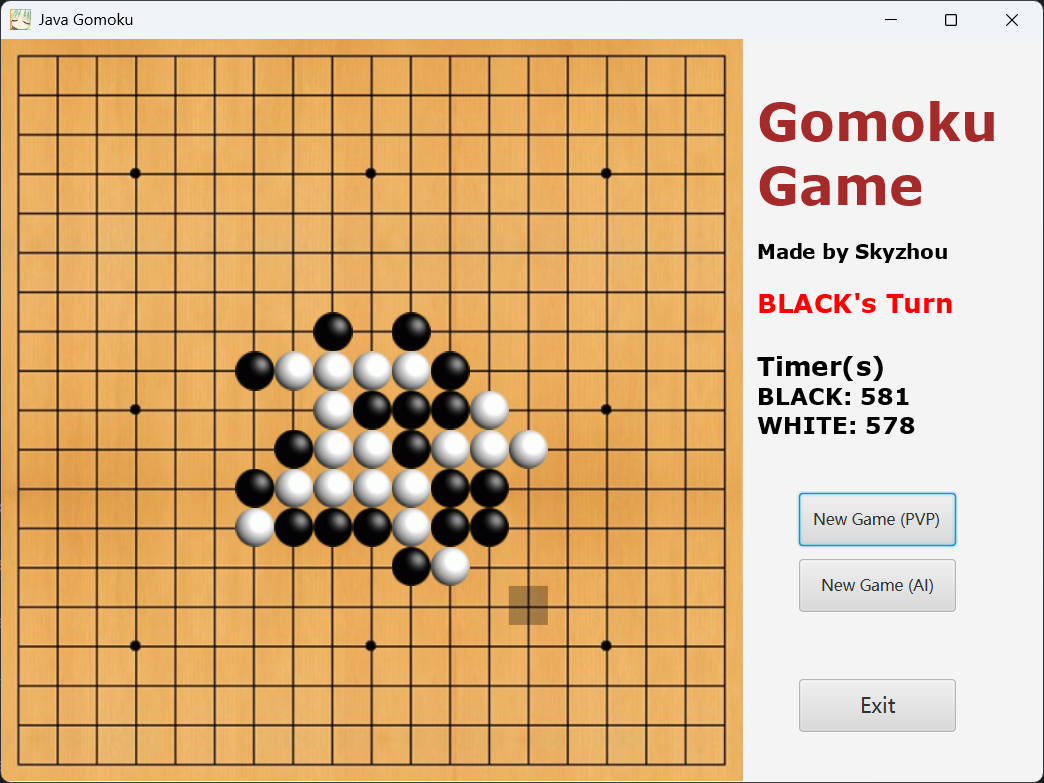 Java Gomoku
Gomoku
Game
Made by Skyzhou
BLACK's Turn
Timer(s)
BLACK: 581
WHITE: 578
New Game (PVP)
New Game (AI)
Exit